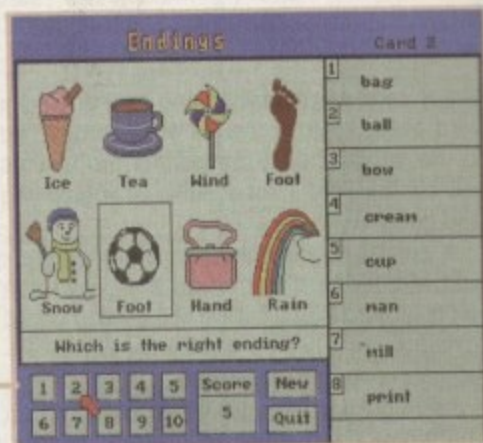 Endings
Card 2
Ice Tea Wind Foot
Snow Foot Hand Rain
Which is the right ending?
1 2 3 4 5 Score New
6 7 8 9 10 5 Quit
1 bag
2 ball
3 bow
4 cream
5 cup
6 man
7 mill
8 print